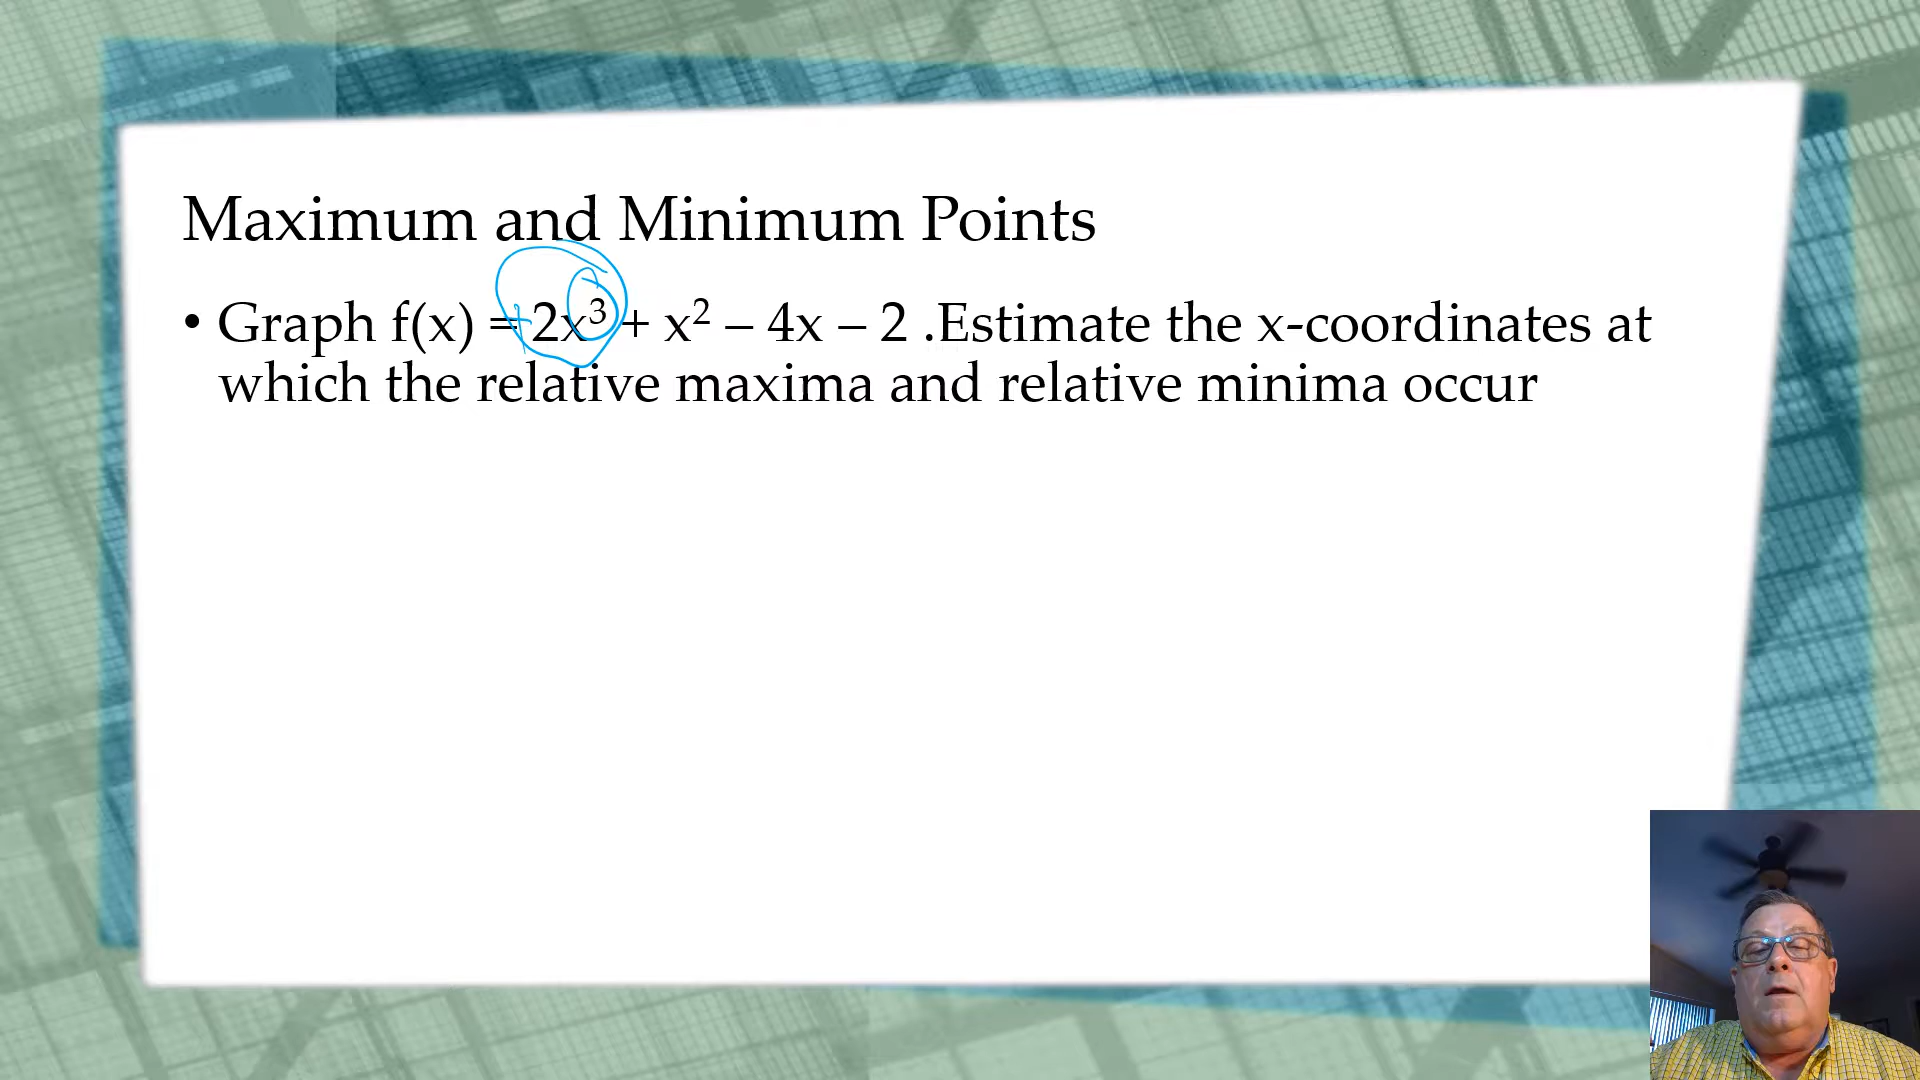 Maximum and Minimum Points
• Graph f(x) = 2x³ + x² – 4x – 2 .Estimate the x-coordinates at
which the relative maxima and relative minima occur